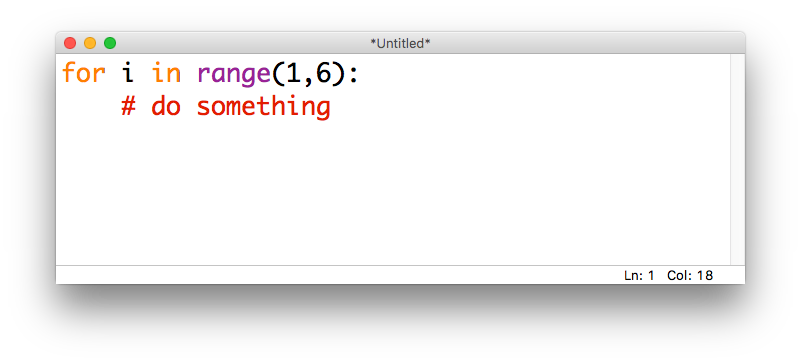 *Untitled*
for i in range(1,6):
    # do something
Ln: 1 Col: 18